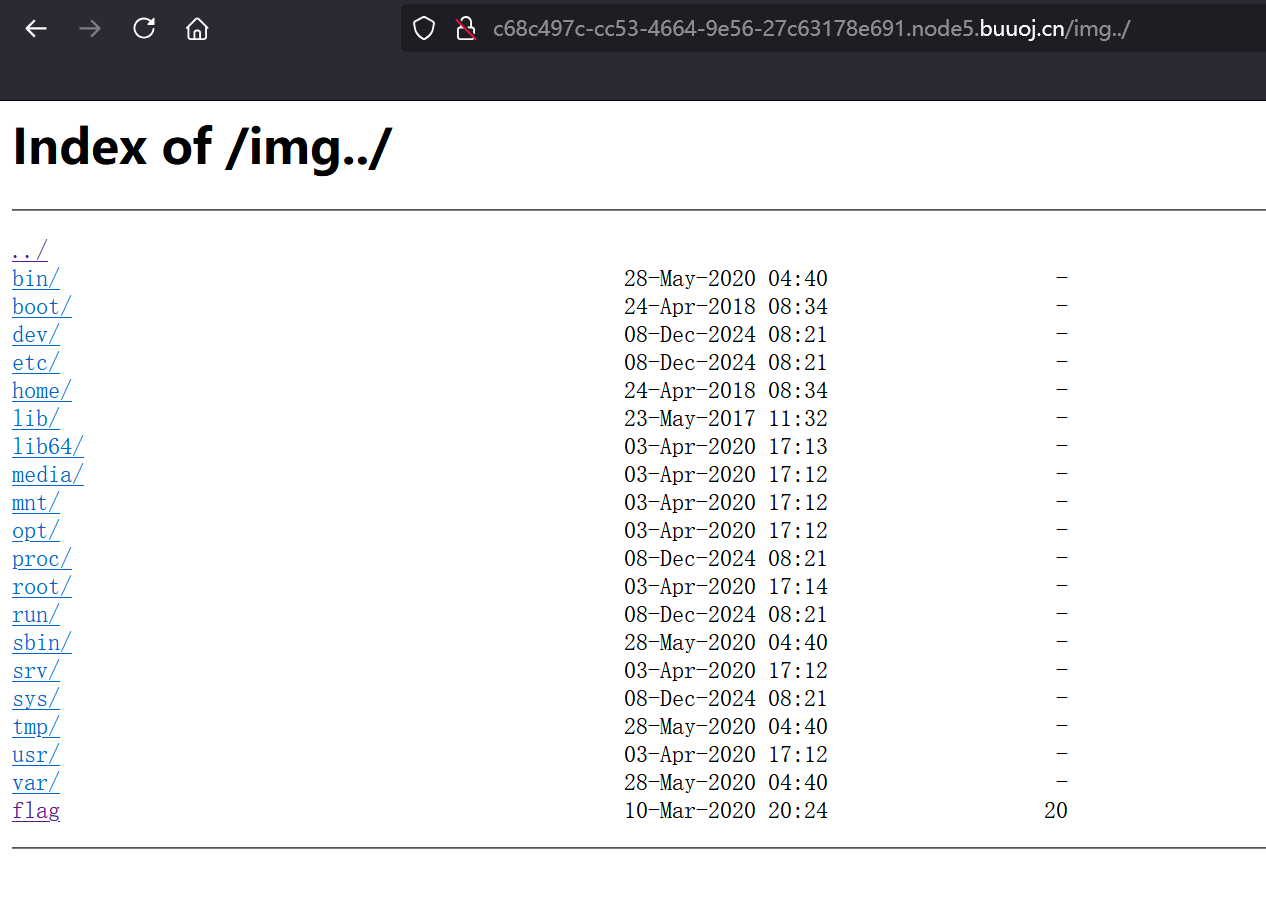 c68c497c-cc53-4664-9e56-27c63178e691.node5.buuoj.cn/img../
Index of /img../
../
bin/ 28-May-2020 04:40 -
boot/ 24-Apr-2018 08:34 -
dev/ 08-Dec-2024 08:21 -
etc/ 08-Dec-2024 08:21 -
home/ 24-Apr-2018 08:34 -
lib/ 23-May-2017 11:32 -
lib64/ 03-Apr-2020 17:13 -
media/ 03-Apr-2020 17:12 -
mnt/ 03-Apr-2020 17:12 -
opt/ 03-Apr-2020 17:12 -
proc/ 08-Dec-2024 08:21 -
root/ 03-Apr-2020 17:14 -
run/ 08-Dec-2024 08:21 -
sbin/ 28-May-2020 04:40 -
srv/ 03-Apr-2020 17:12 -
sys/ 08-Dec-2024 08:21 -
tmp/ 28-May-2020 04:40 -
usr/ 03-Apr-2020 17:12 -
var/ 28-May-2020 04:40 -
flag 10-Mar-2020 20:24 20